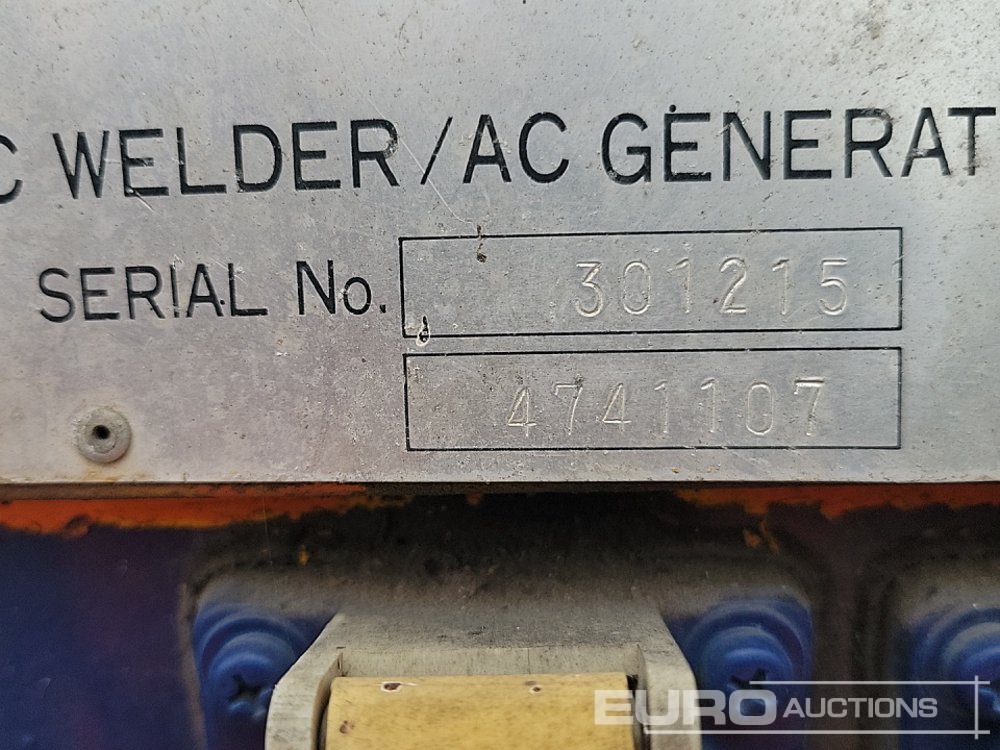 C WELDER/AC GENERAT
SERIAL No. 301215
4741107
EURO AUCTIONS